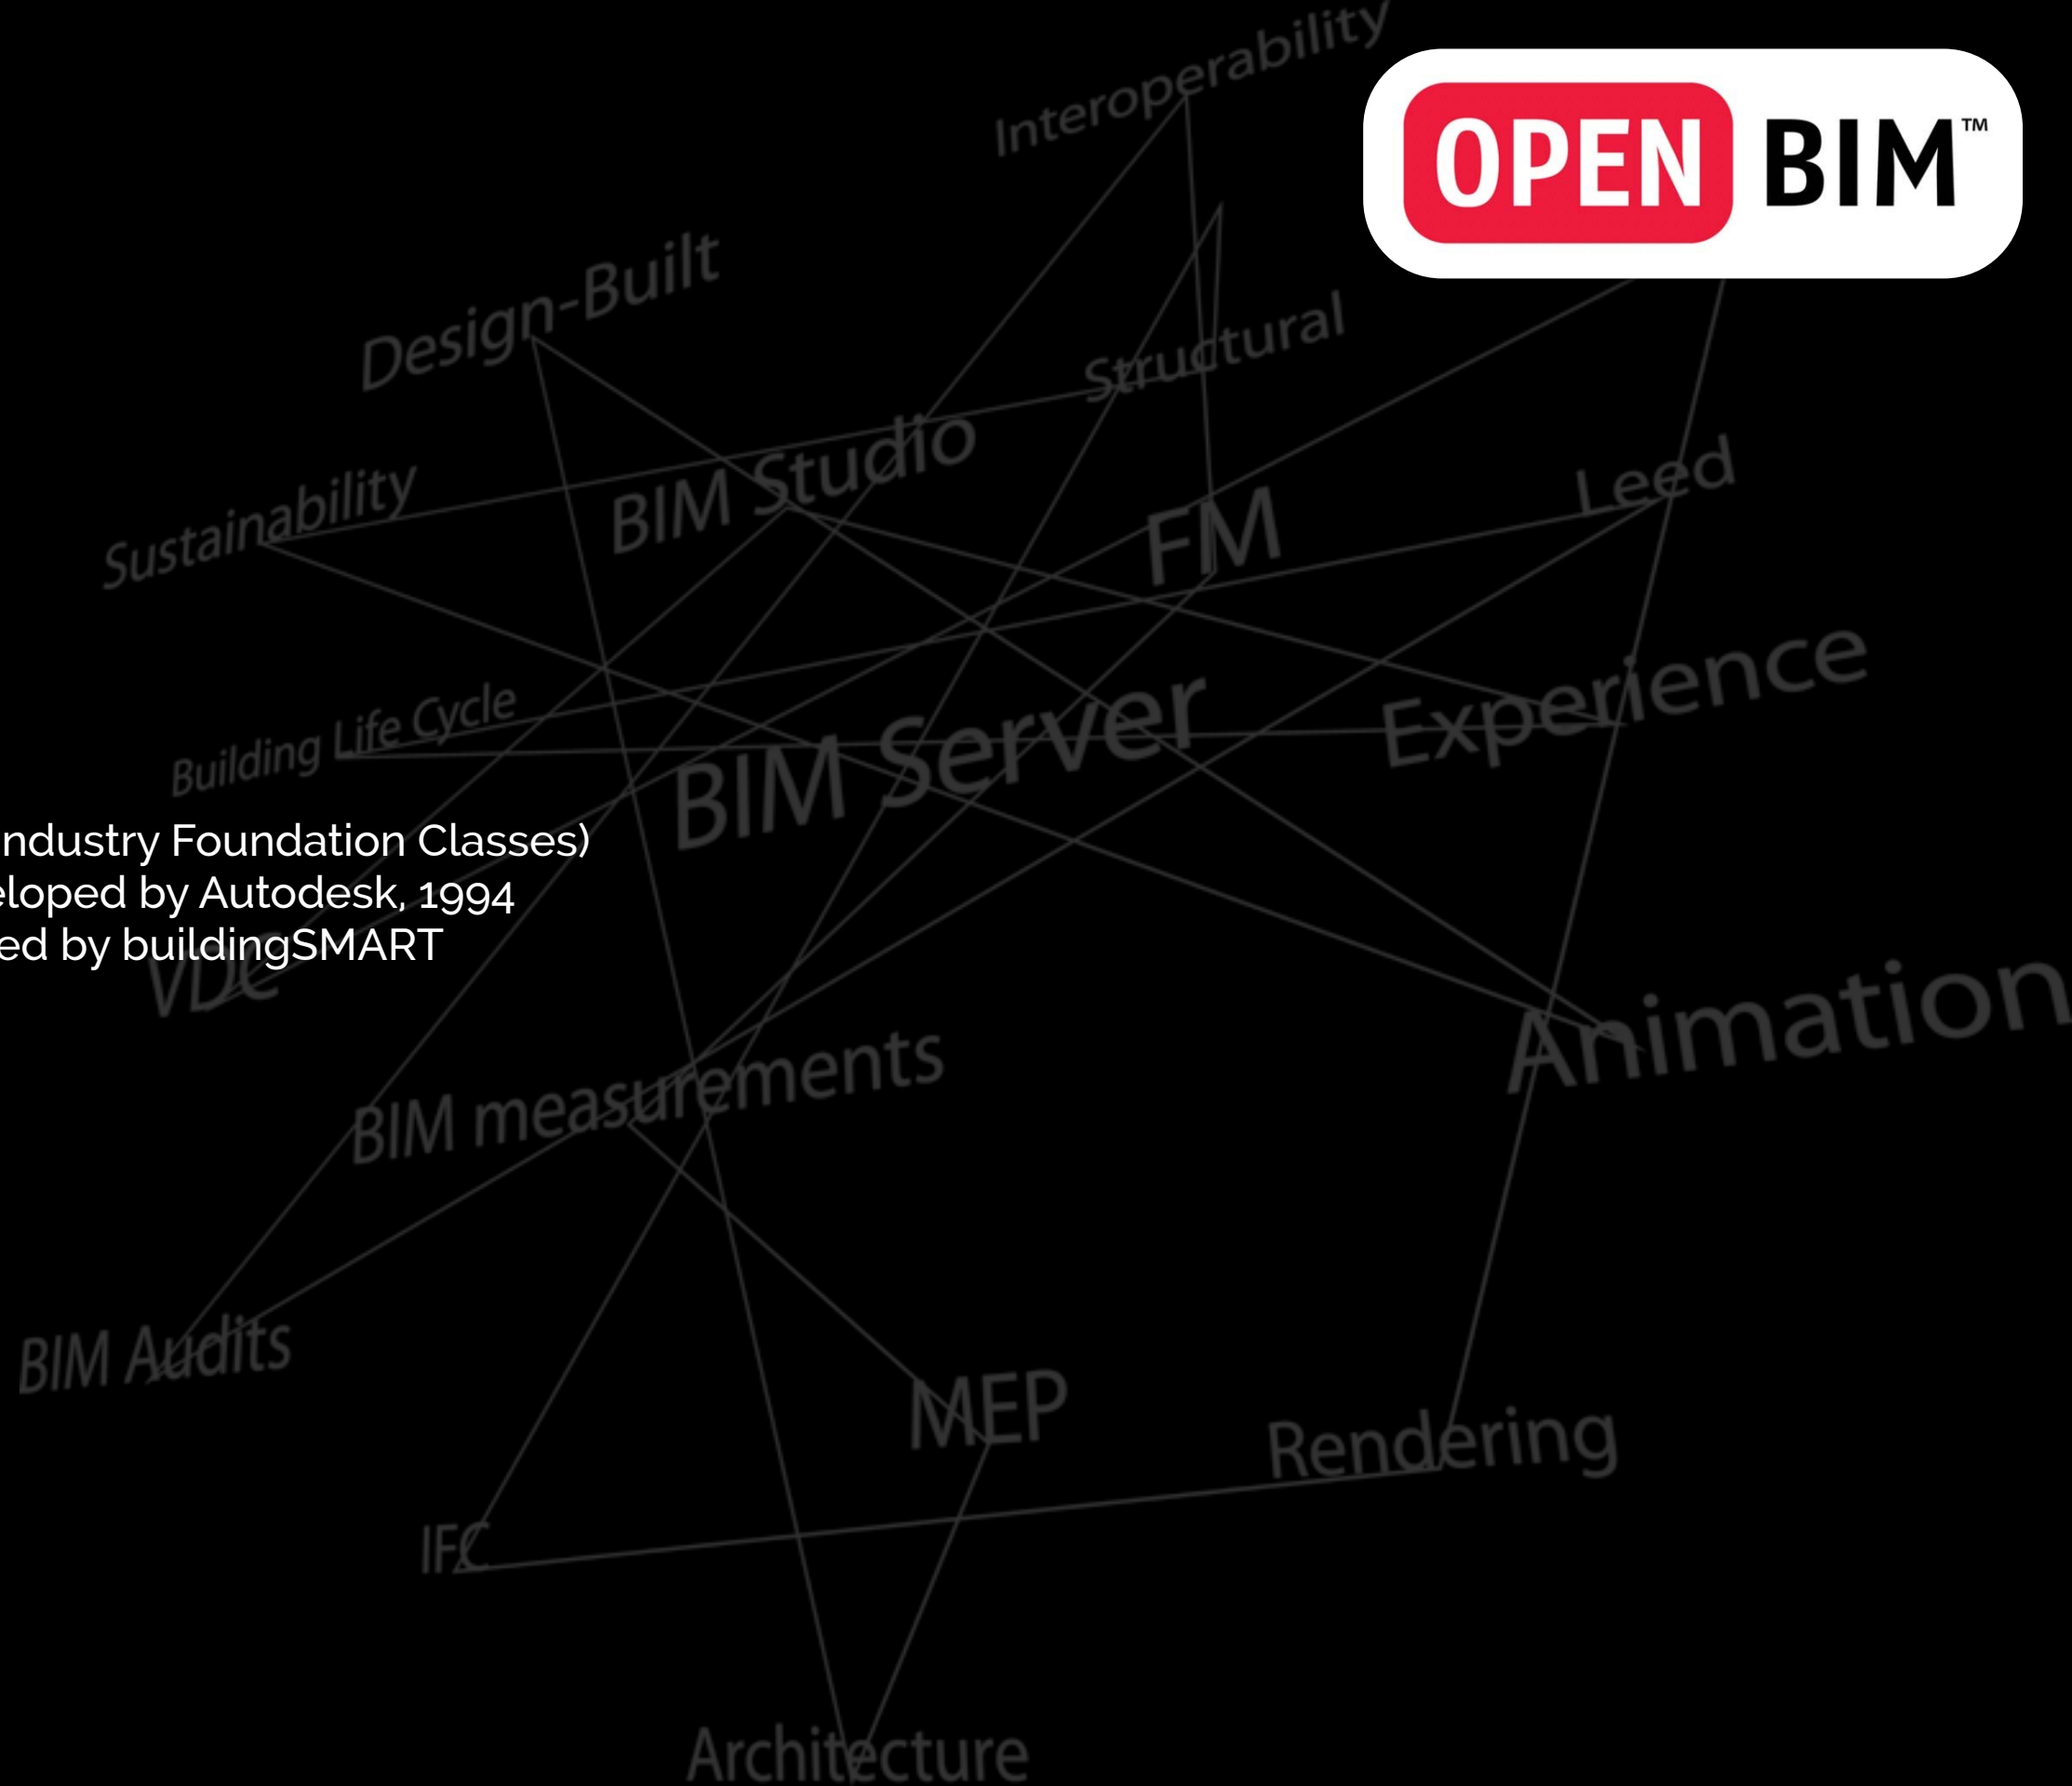 Interoperability
OPEN BIM™
Design-Built
Structural
BIM Studio
Leed
Sustainability
FM
Experience
Building Life Cycle
BIM Server
ndustry Foundation Classes)
eloped by Autodesk, 1994
ed by buildingSMART
VDC
Animation
BIM measurements
BIM Audits
MEP
Rendering
IFC
Architecture